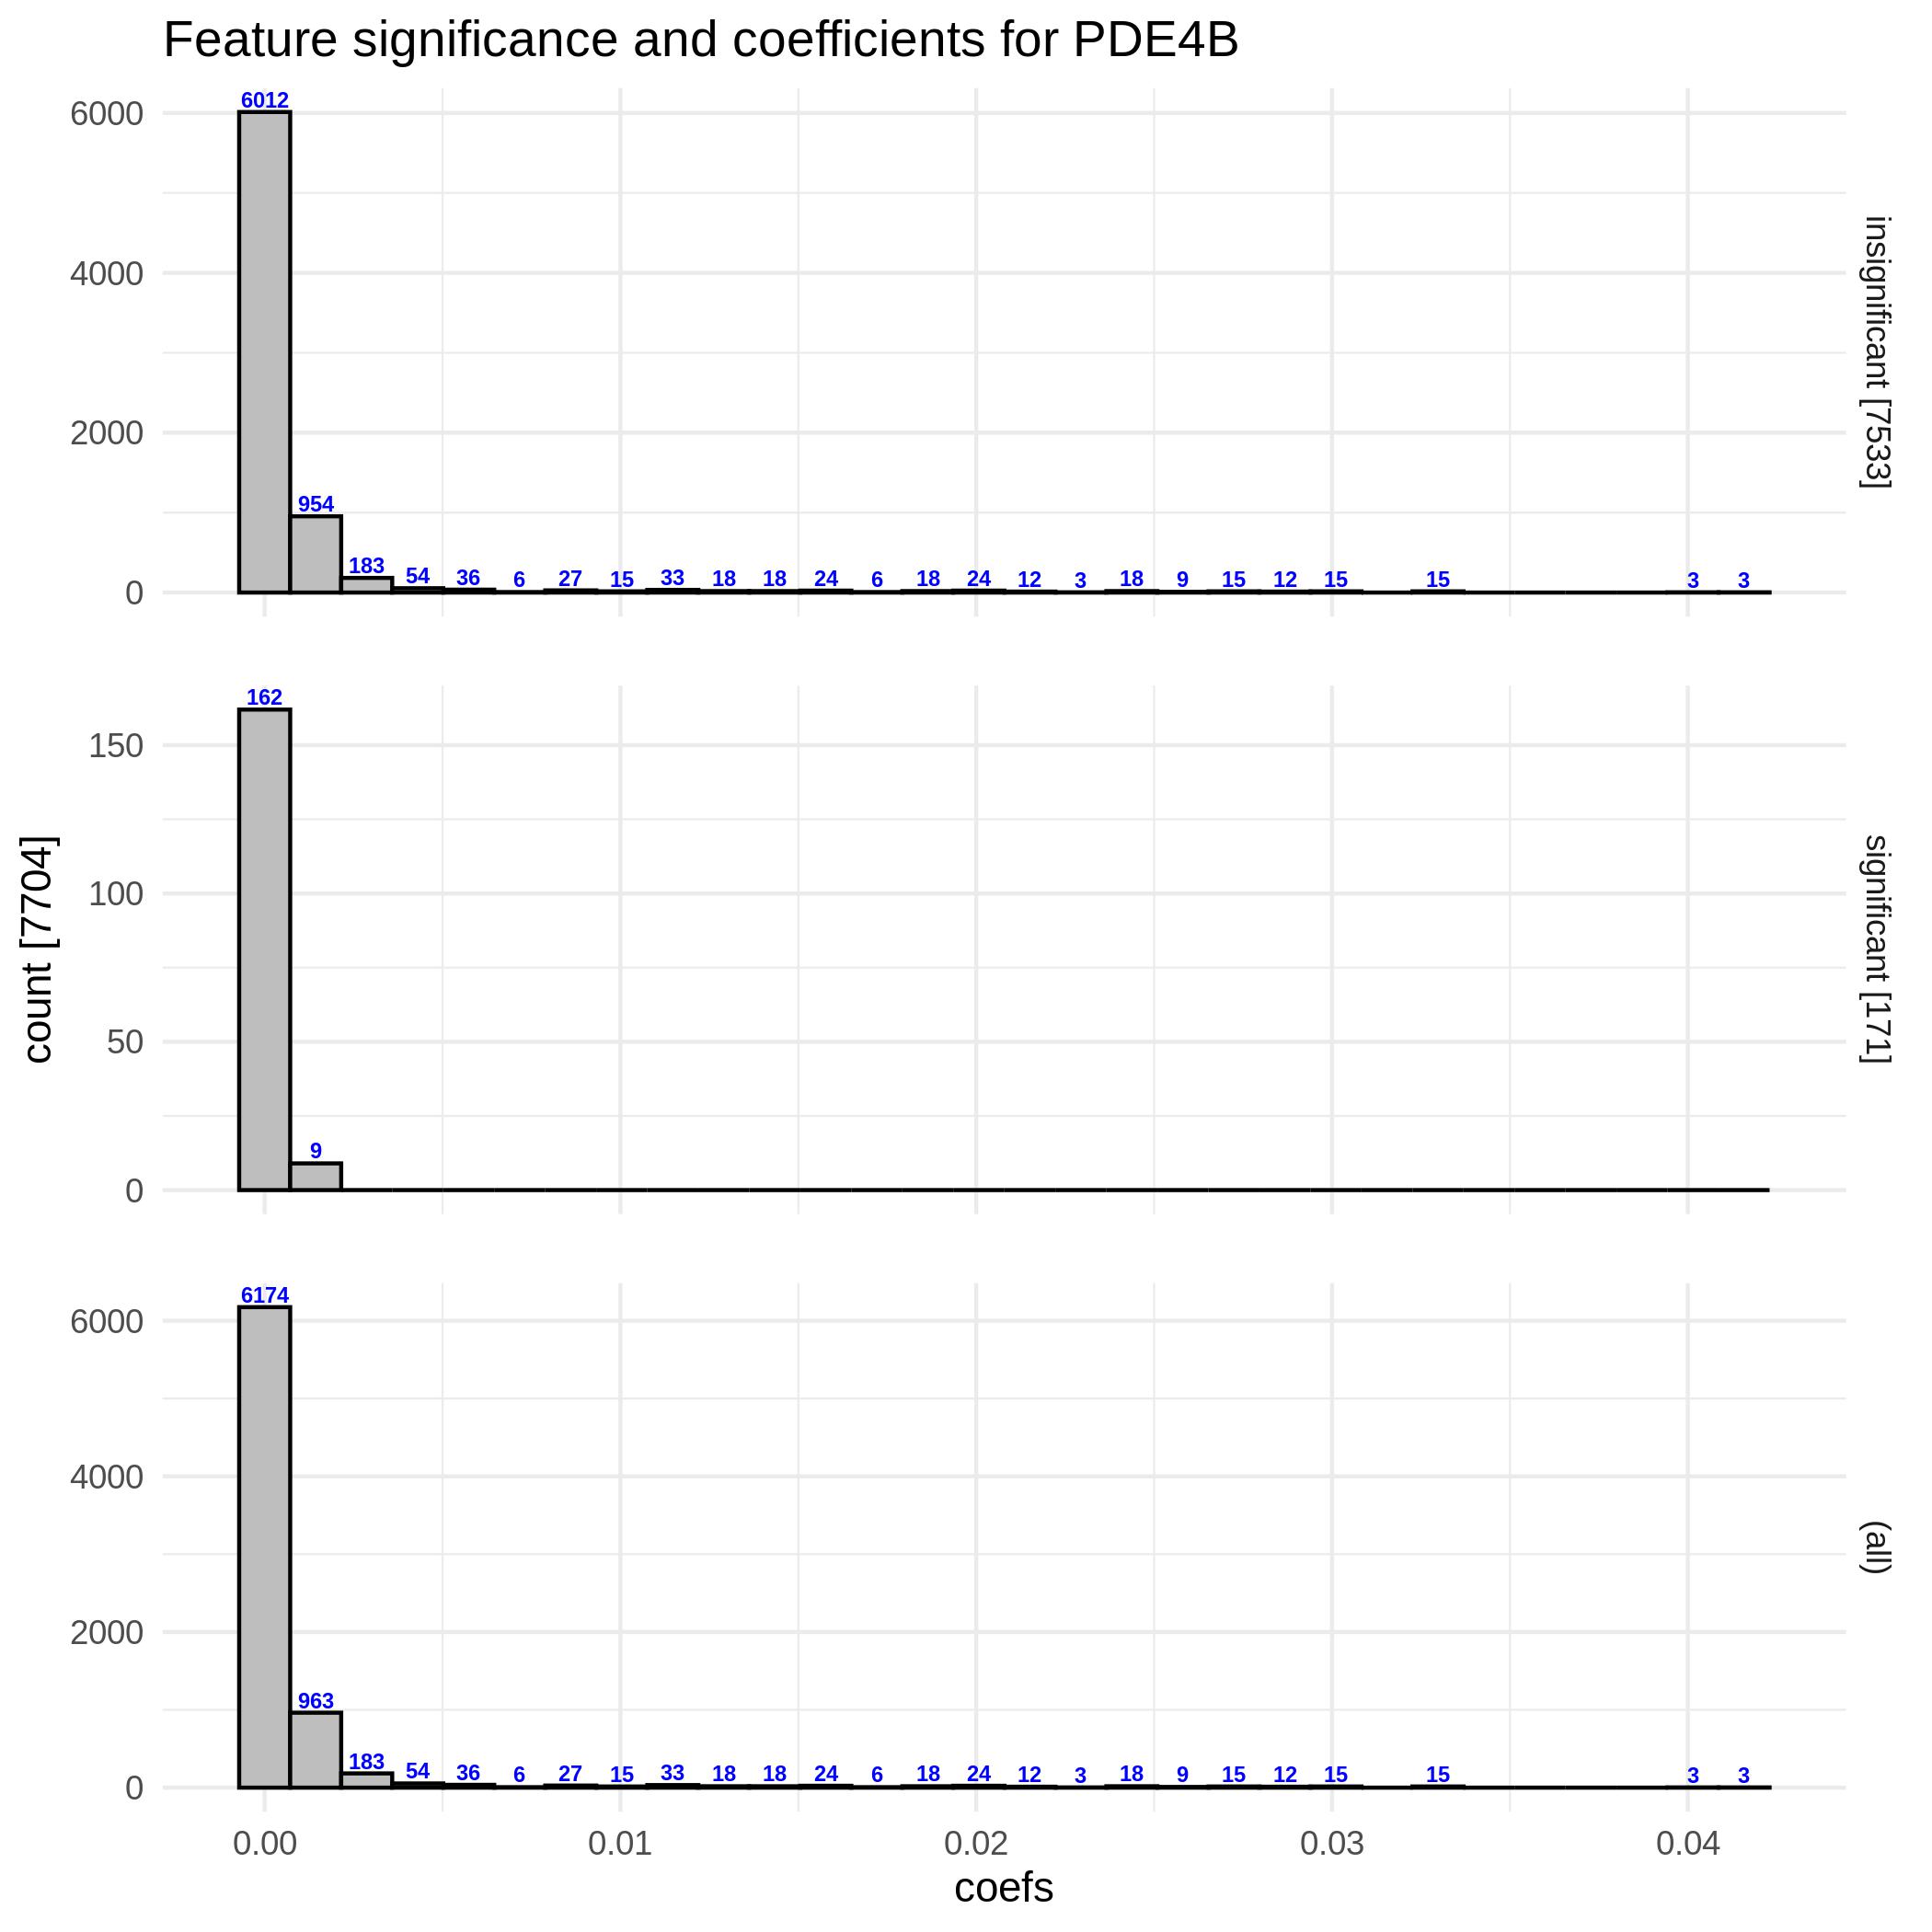 Feature significance and coefficients for PDE4B
count [7704]
6000
4000
2000
0
6012
954
183 54 36 6 27 15 33 18 18 24 6 18 24 12 3 18 9 15 12 15 15 3 3
insignificant [7533]
150
100
50
0
162
9
significant [171]
6000
4000
2000
0
6174
963
183 54 36 6 27 15 33 18 18 24 6 18 24 12 3 18 9 15 12 15 15 3 3
(all)
0.00 0.01 0.02 0.03 0.04
coefs